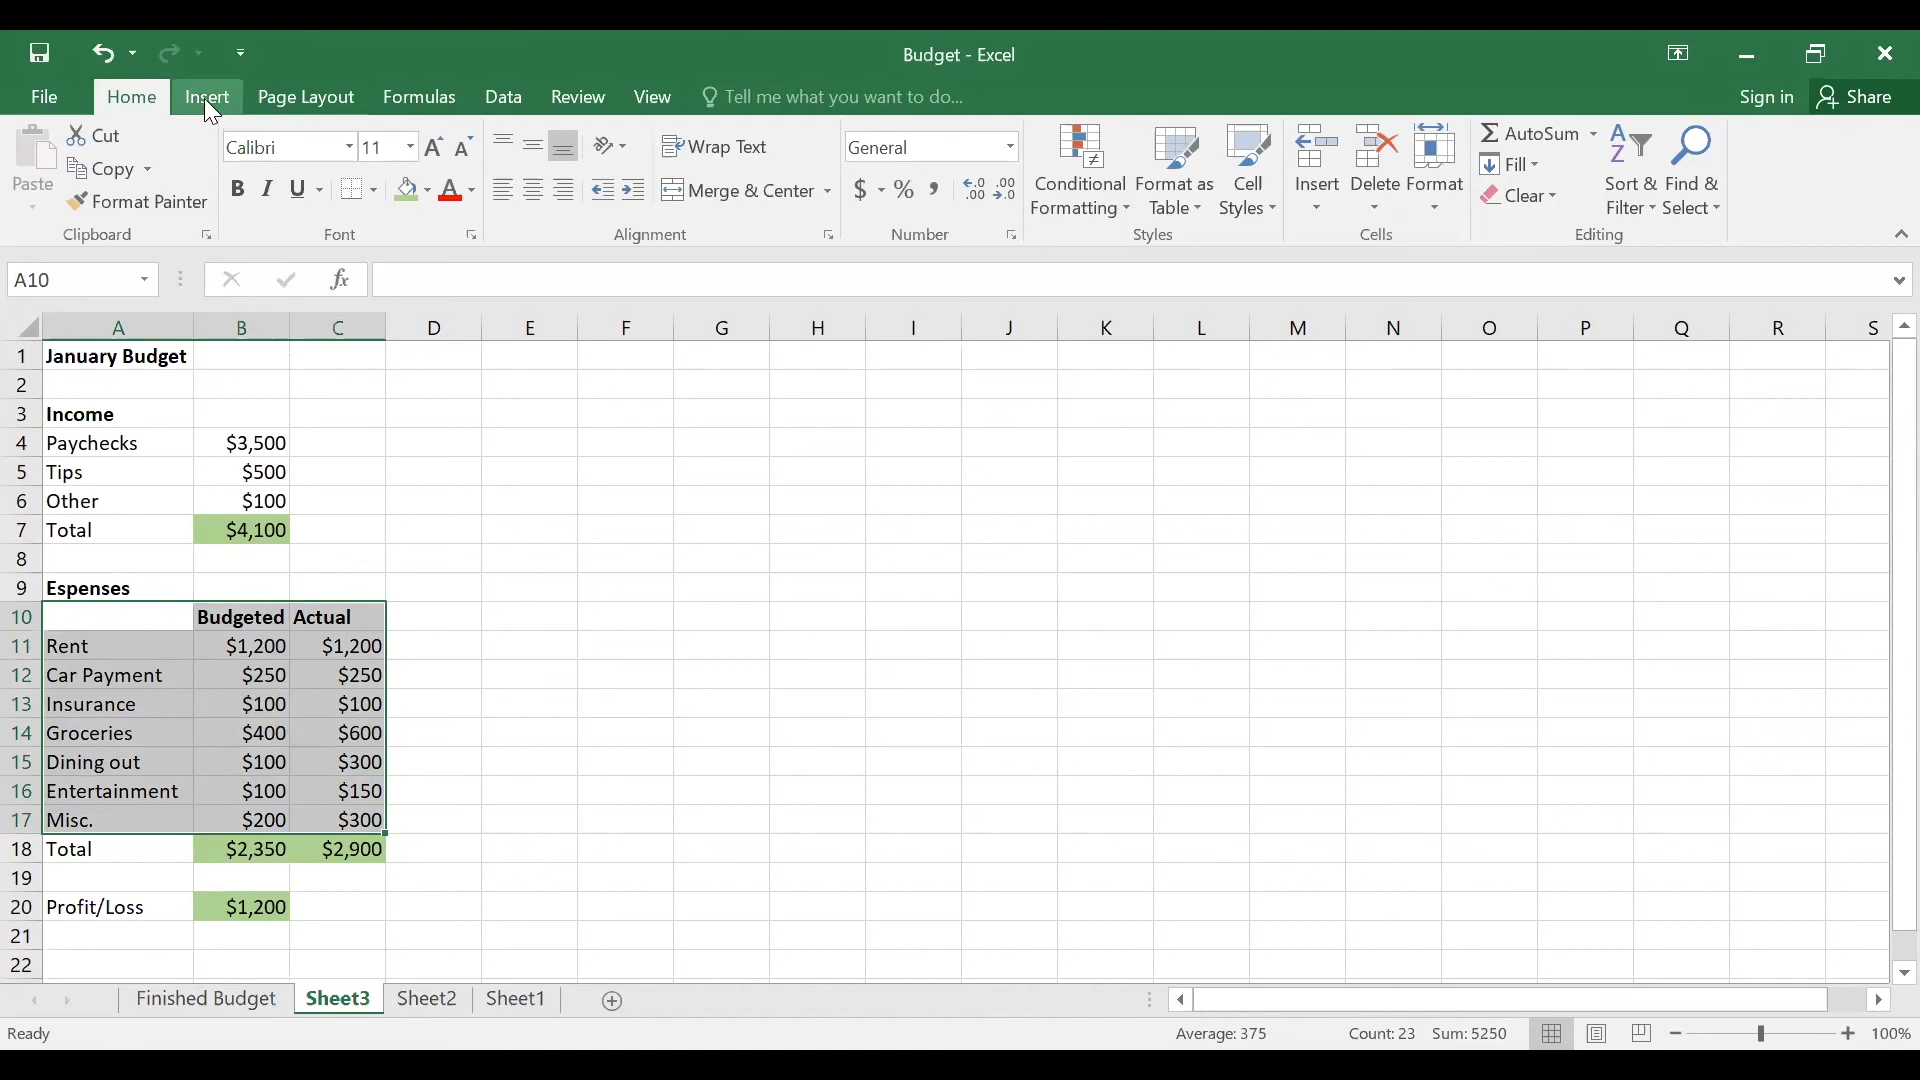 Budget - Excel
File Home Insert Page Layout Formulas Data Review View Tell me what you want to do... Sign in Share
Paste
Cut
Copy
Format Painter
Clipboard
Calibri 11
B I U A
Font
Wrap Text
Merge & Center
Alignment
General
$ % , .0 .00 .00 .0
Number
Conditional Formatting
Format as Table
Cell Styles
Styles
Insert Delete Format
Cells
AutoSum
Fill
Clear
Sort & Filter
Find & Select
Editing
A10 fx
A B C D E F G H I J K L M N O P Q R S
1 January Budget
2
3 Income
4 Paychecks $3,500
5 Tips $500
6 Other $100
7 Total $4,100
8
9 Espenses
10 Budgeted Actual
11 Rent $1,200 $1,200
12 Car Payment $250 $250
13 Insurance $100 $100
14 Groceries $400 $600
15 Dining out $100 $300
16 Entertainment $100 $150
17 Misc. $200 $300
18 Total $2,350 $2,900
19
20 Profit/Loss $1,200
21
22
Finished Budget Sheet3 Sheet2 Sheet1
Ready Average: 375 Count: 23 Sum: 5250 100%